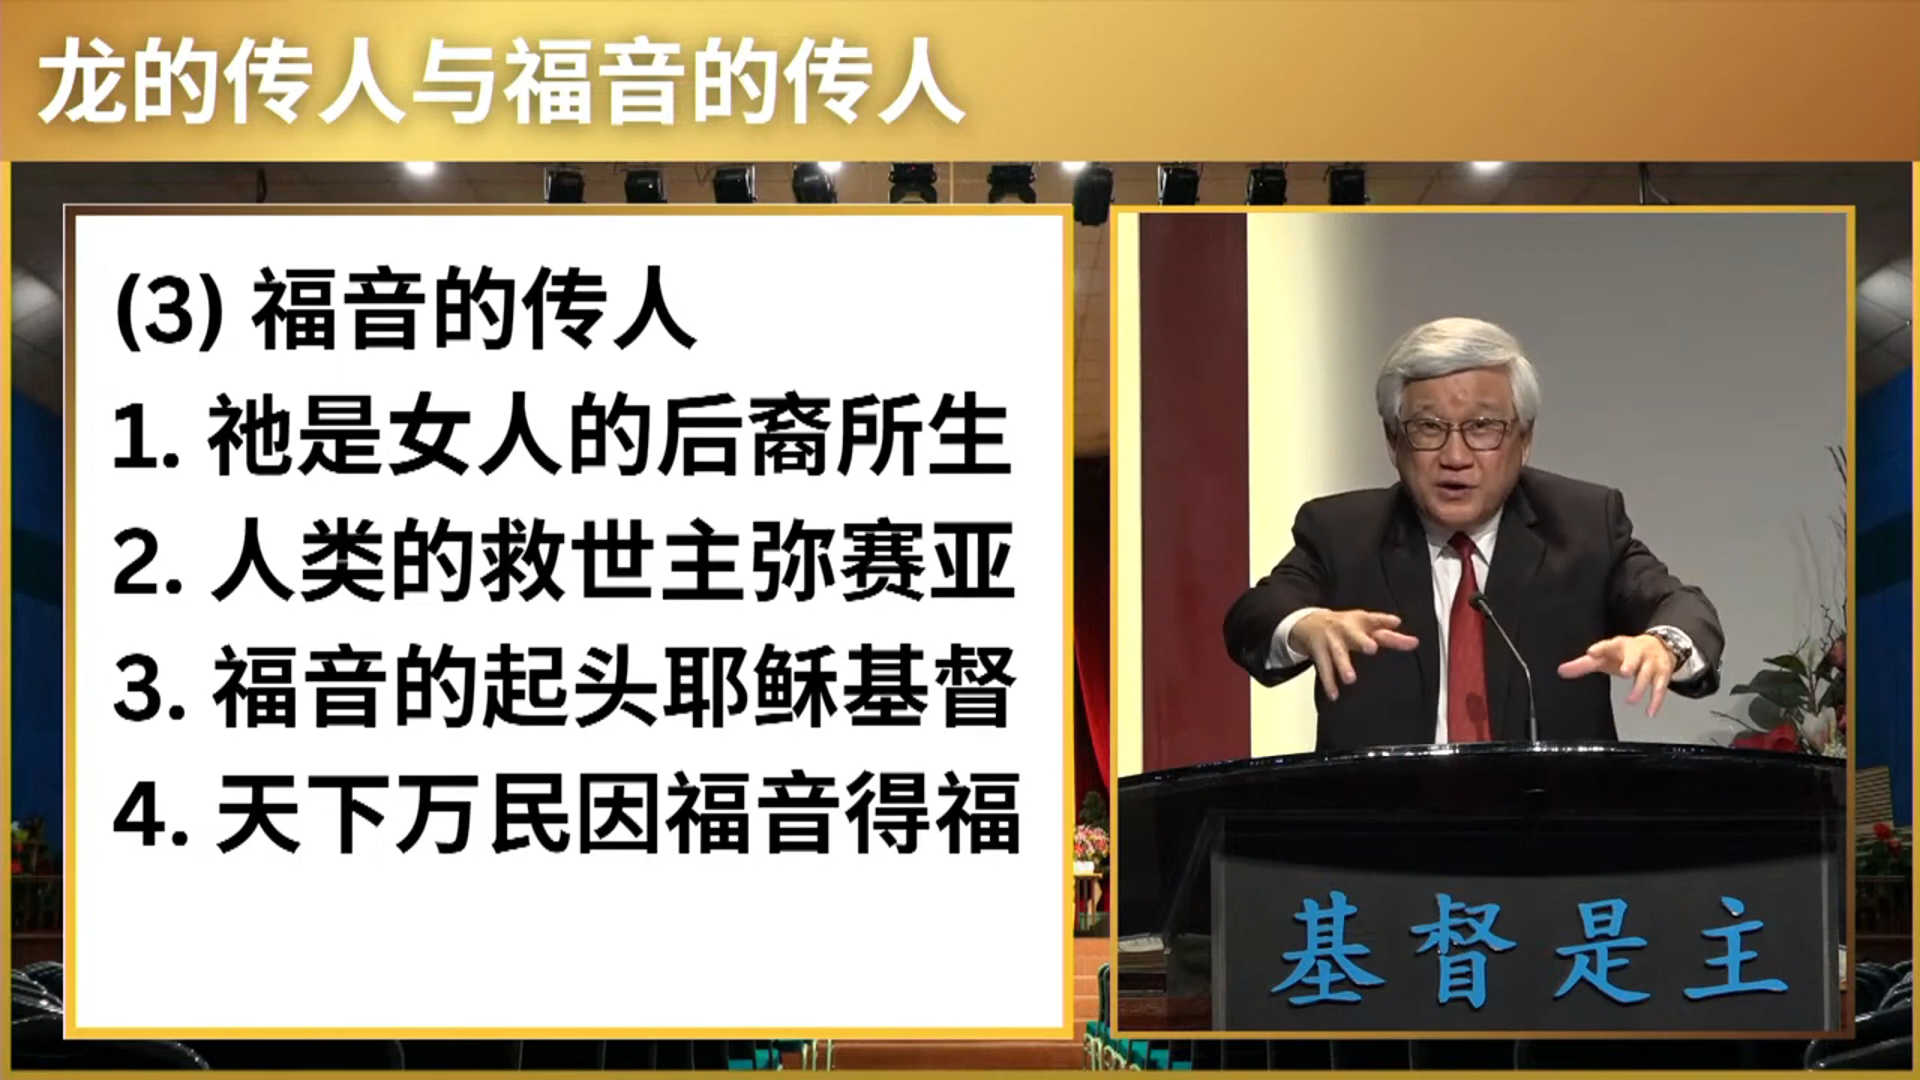 龙的传人与福音的传人
(3) 福音的传人
1. 祂是女人的后裔所生
2. 人类的救世主弥赛亚
3. 福音的起头耶稣基督
4. 天下万民因福音得福
基督是主